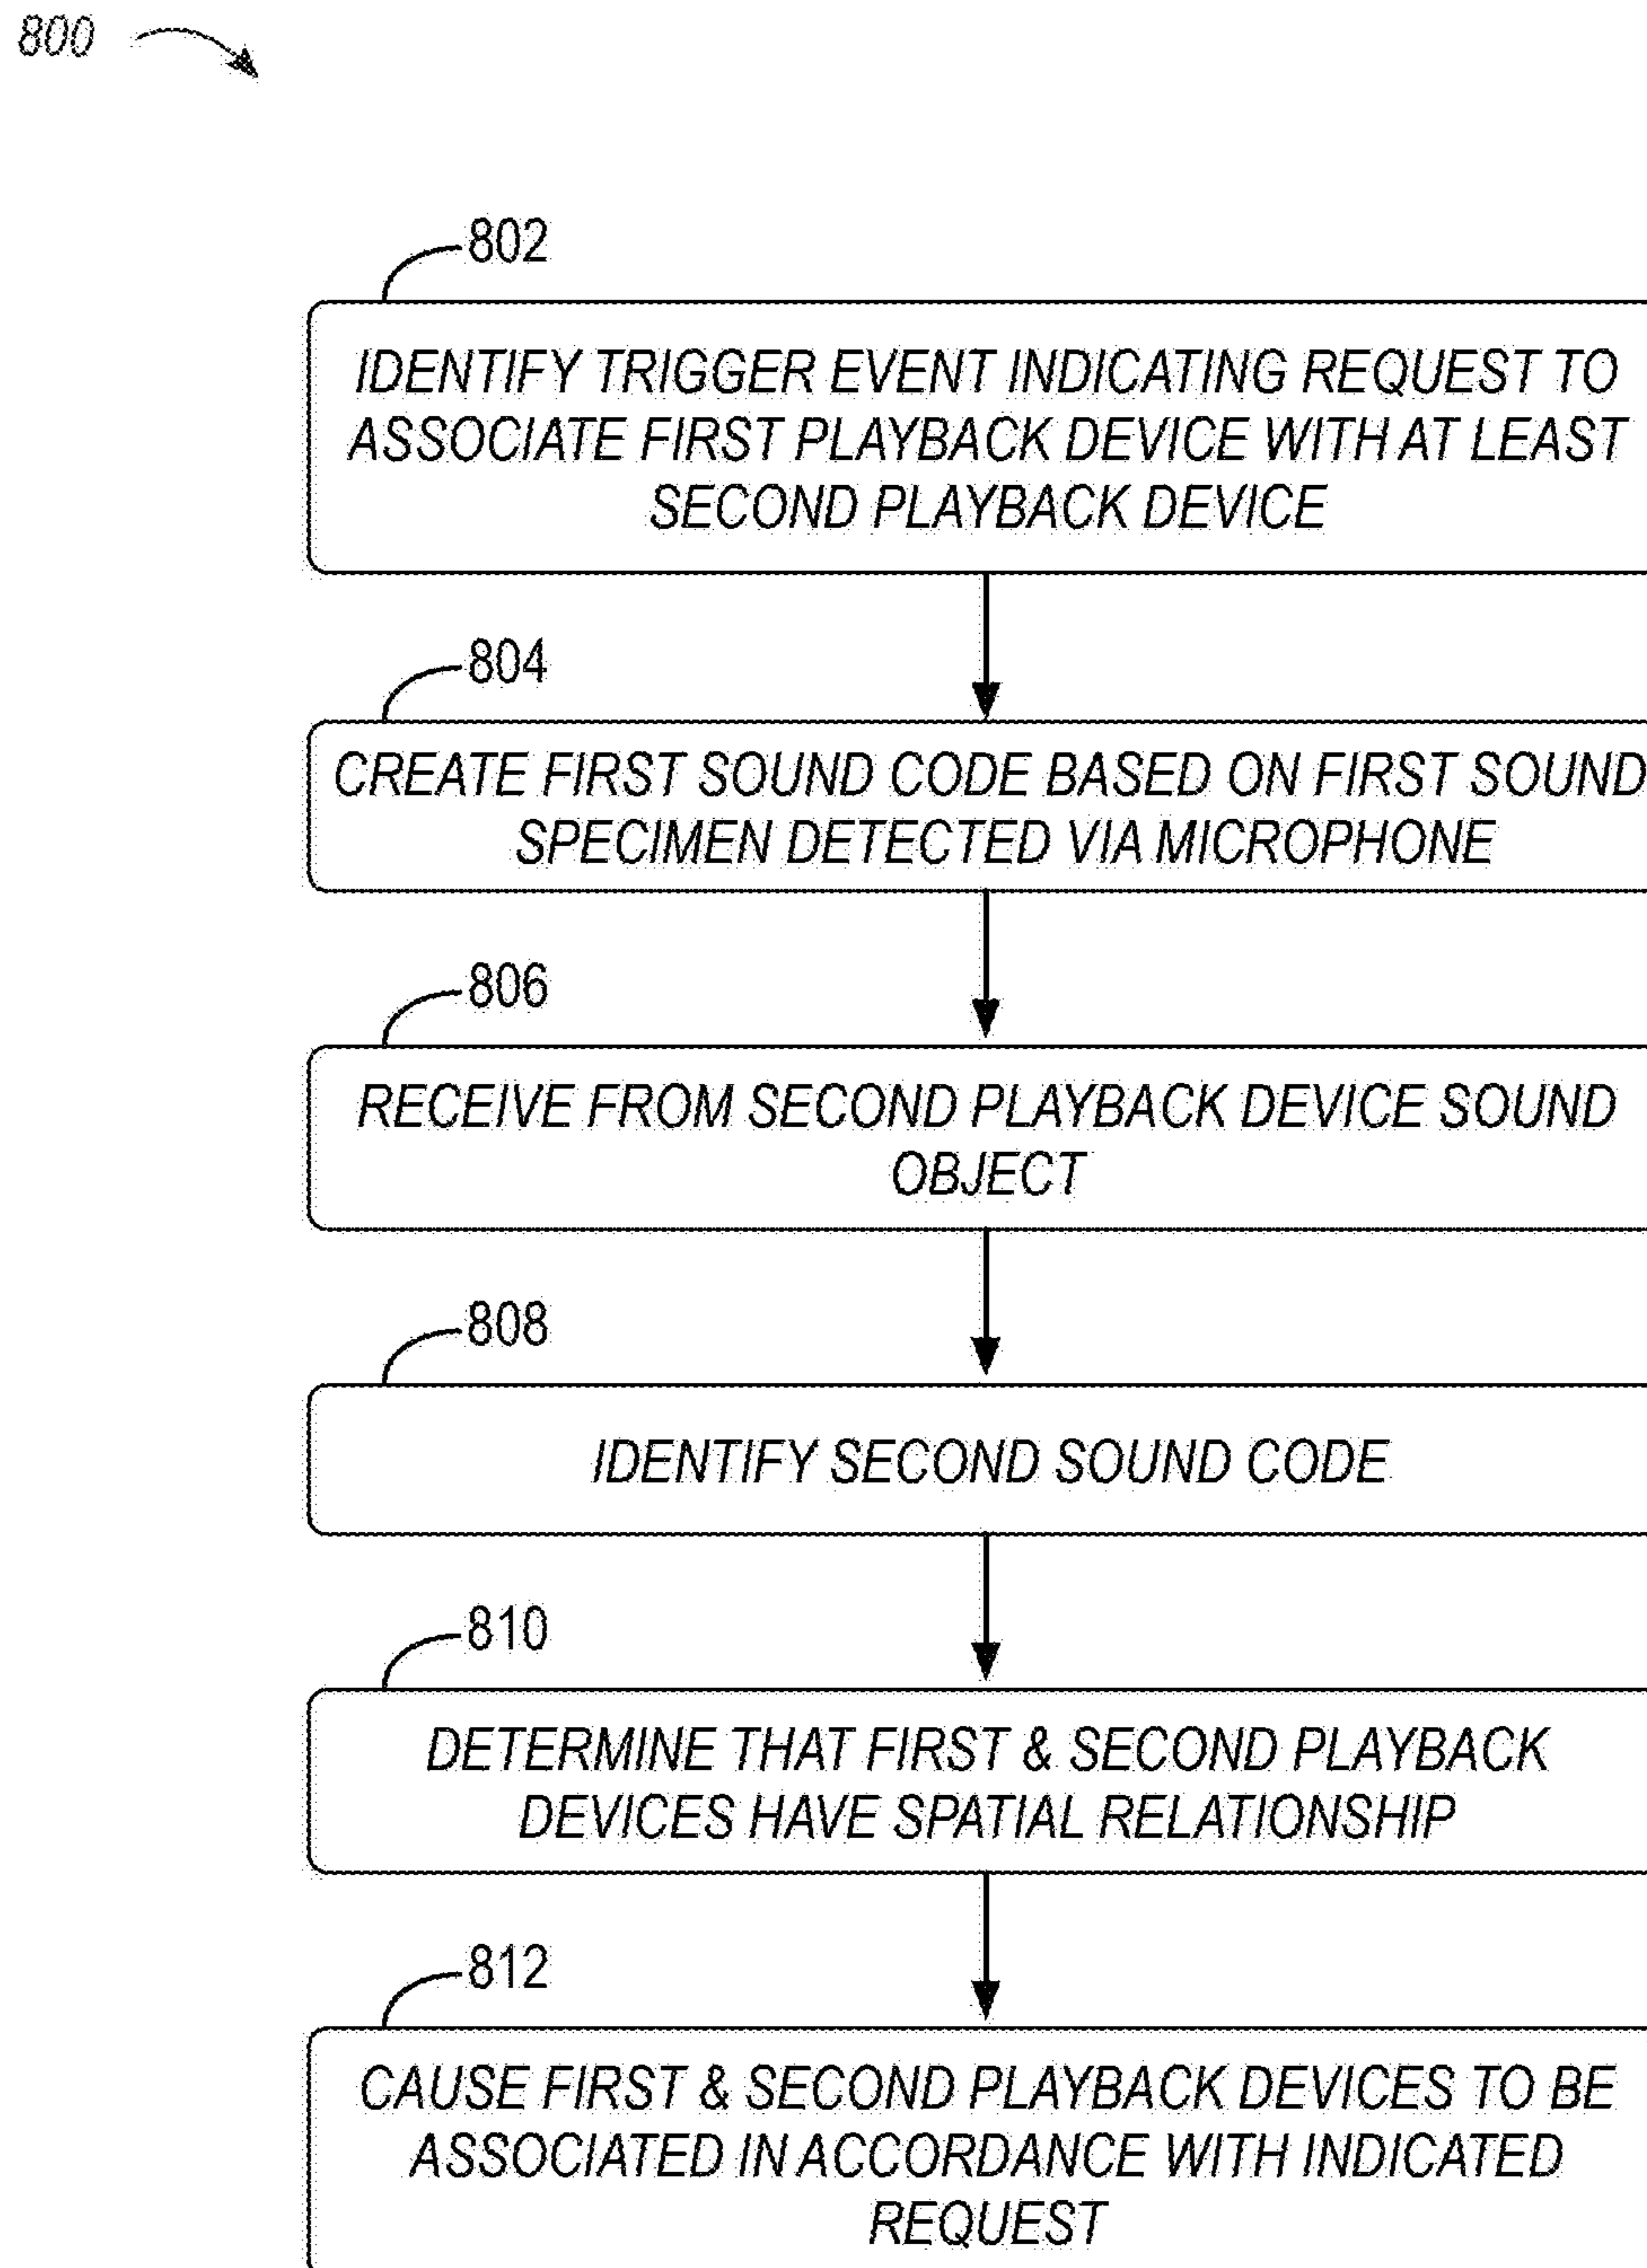 800
802
IDENTIFY TRIGGER EVENT INDICATING REQUEST TO
ASSOCIATE FIRST PLAYBACK DEVICE WITH AT LEAST
SECOND PLAYBACK DEVICE
804
CREATE FIRST SOUND CODE BASED ON FIRST SOUND
SPECIMEN DETECTED VIA MICROPHONE
806
RECEIVE FROM SECOND PLAYBACK DEVICE SOUND
OBJECT
808
IDENTIFY SECOND SOUND CODE
810
DETERMINE THAT FIRST & SECOND PLAYBACK
DEVICES HAVE SPATIAL RELATIONSHIP
812
CAUSE FIRST & SECOND PLAYBACK DEVICES TO BE
ASSOCIATED IN ACCORDANCE WITH INDICATED
REQUEST